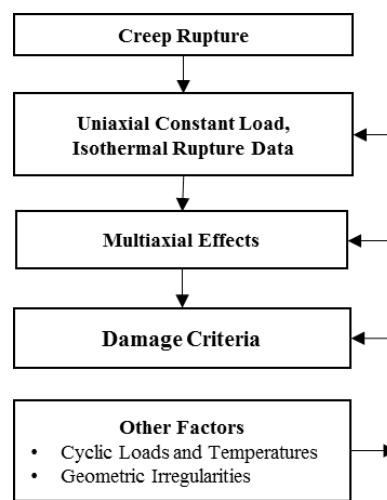 Creep Rupture
Uniaxial Constant Load,
Isothermal Rupture Data
Multiaxial Effects
Damage Criteria
Other Factors
• Cyclic Loads and Temperatures
• Geometric Irregularities